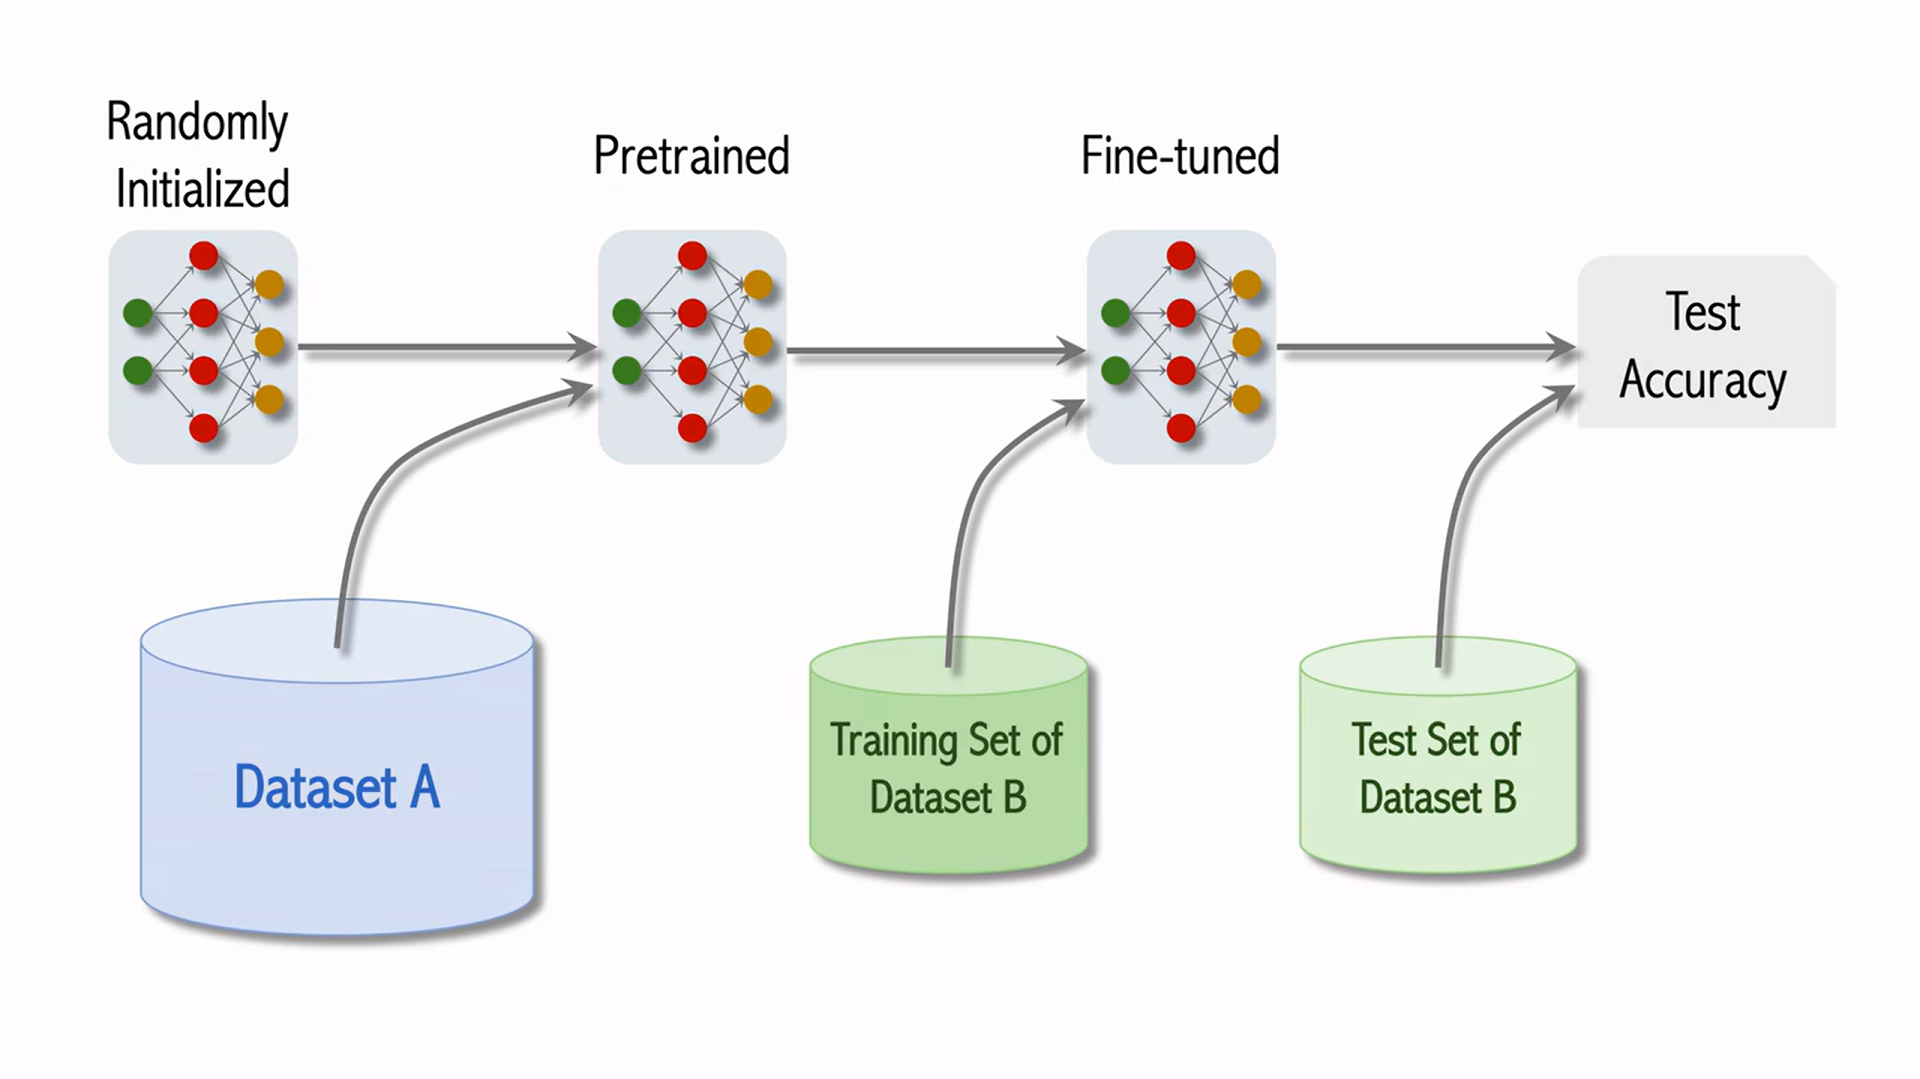 Randomly
Initialized
Pretrained
Fine-tuned
Test
Accuracy
Dataset A
Training Set of
Dataset B
Test Set of
Dataset B